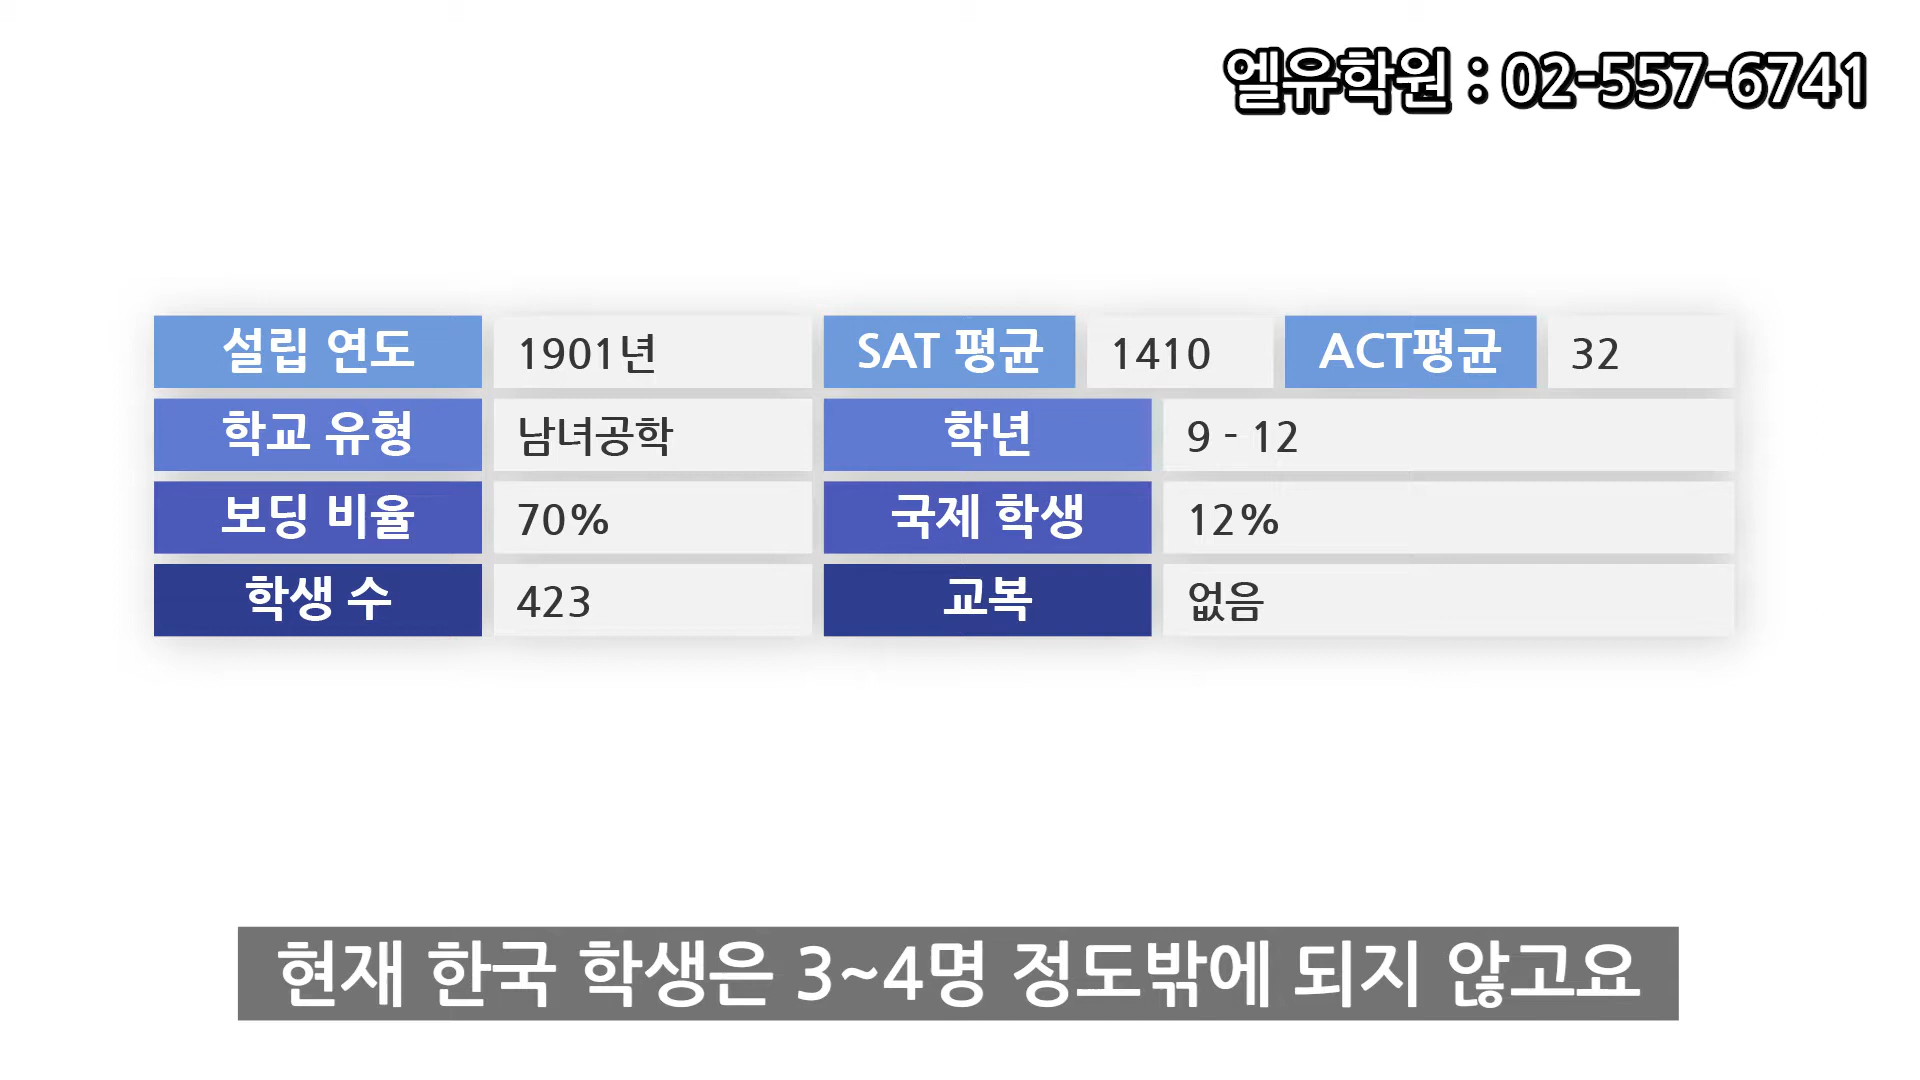 엘유학원 : 02-557-6741
설립 연도 1901년 SAT 평균 1410 ACT평균 32
학교 유형 남녀공학 학년 9 - 12
보딩 비율 70% 국제 학생 12%
학생 수 423 교복 없음
현재 한국 학생은 3~4명 정도밖에 되지 않고요